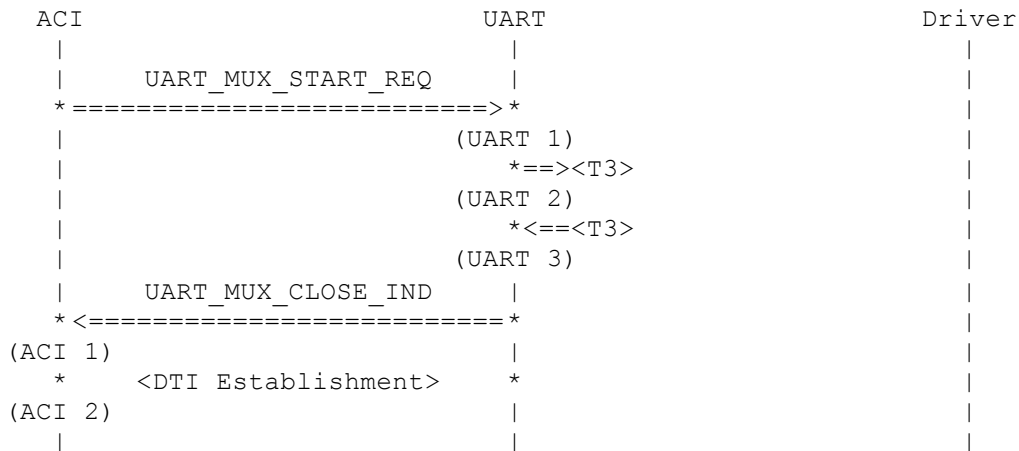 ACI                          UART                         Driver
   |                            |                            |
   |     UART_MUX_START_REQ     |                            |
   *==========================>*                            |
   |                        (UART 1)                         |
   |                            *==><T3>                     |
   |                        (UART 2)                         |
   |                            *<==<T3>                     |
   |                        (UART 3)                         |
   |     UART_MUX_CLOSE_IND     |                            |
   *<==========================*                            |
(ACI 1)                         |                            |
   *     <DTI Establishment>    *                            |
(ACI 2)                         |                            |
   |                            |                            |